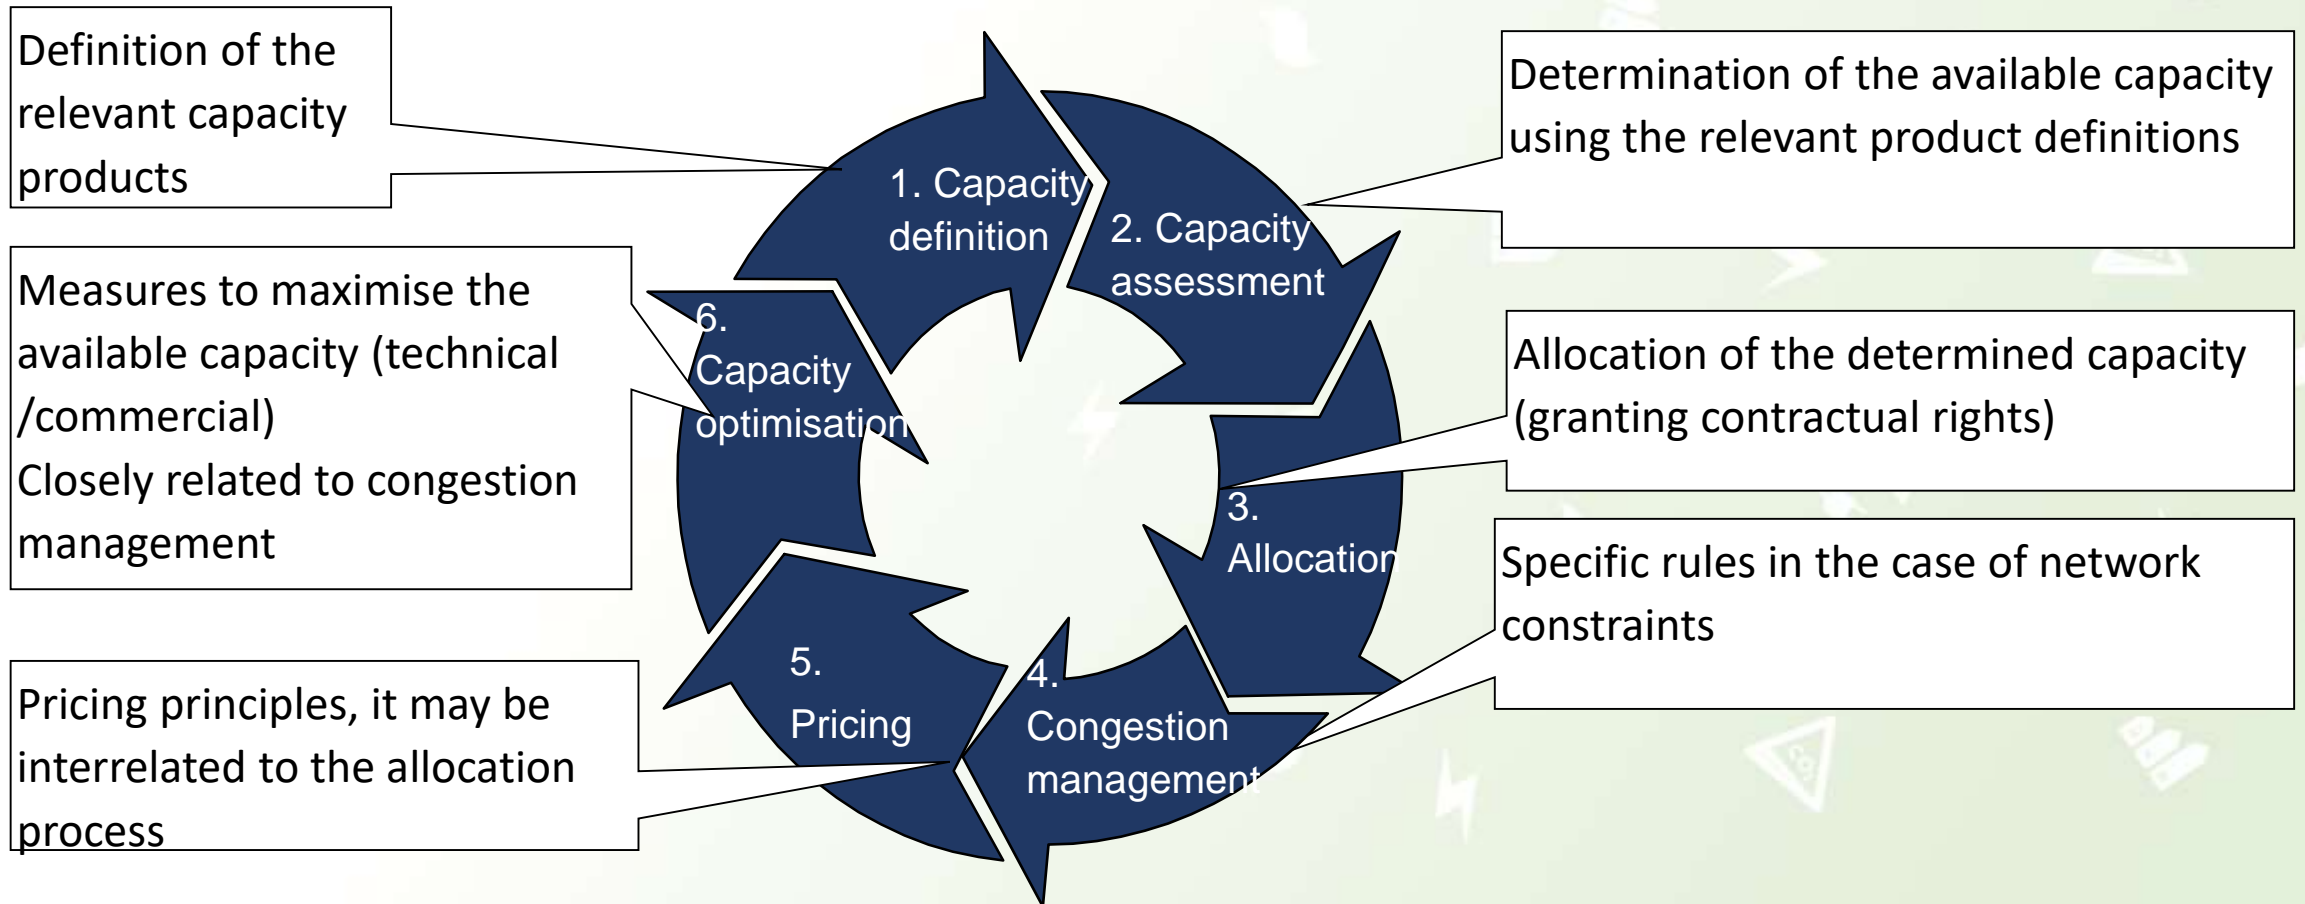 Definition of the
relevant capacity
products
Determination of the available capacity
using the relevant product definitions
1. Capacity
definition
2. Capacity
assessment
Measures to maximise the
available capacity (technical
/commercial)
Closely related to congestion
management
6.
Capacity
optimisation
Allocation of the determined capacity
(granting contractual rights)
3.
Allocation
Specific rules in the case of network
constraints
Pricing principles, it may be
interrelated to the allocation
process
5.
Pricing
4.
Congestion
management